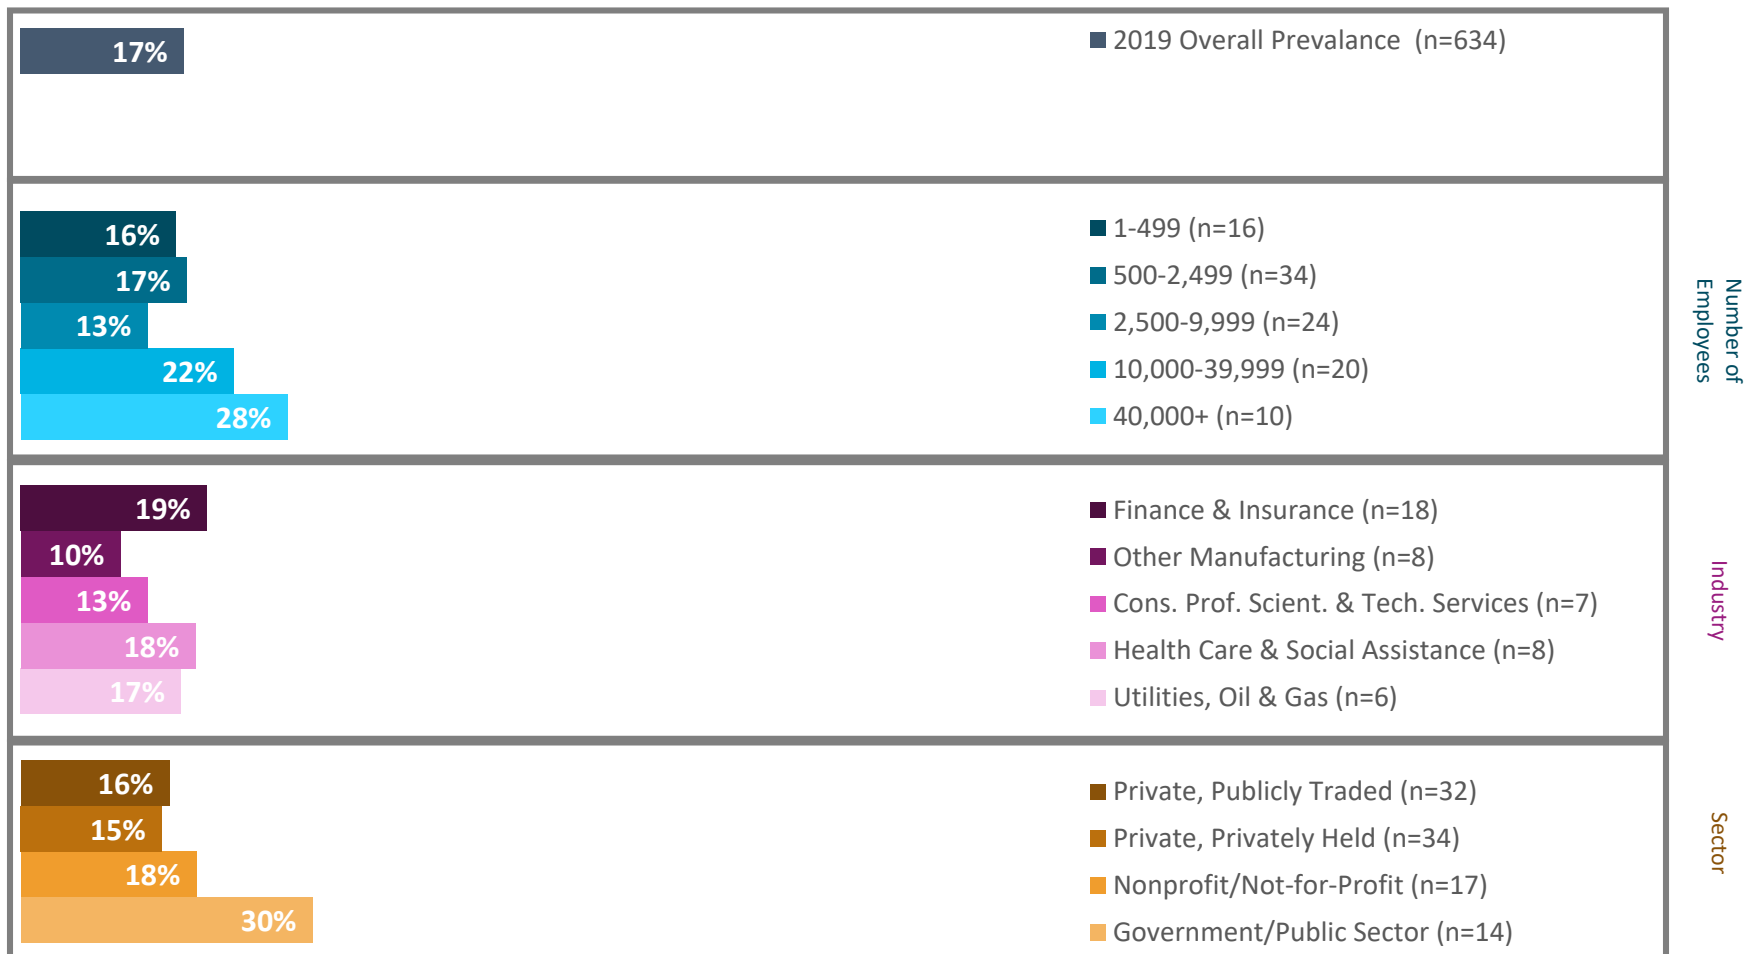 17%
2019 Overall Prevalance (n=634)
16%
17%
13%
22%
28%
1-499 (n=16)
500-2,499 (n=34)
2,500-9,999 (n=24)
10,000-39,999 (n=20)
40,000+ (n=10)
Number of
Employees
19%
10%
13%
18%
17%
Finance & Insurance (n=18)
Other Manufacturing (n=8)
Cons. Prof. Scient. & Tech. Services (n=7)
Health Care & Social Assistance (n=8)
Utilities, Oil & Gas (n=6)
Industry
16%
15%
18%
30%
Private, Publicly Traded (n=32)
Private, Privately Held (n=34)
Nonprofit/Not-for-Profit (n=17)
Government/Public Sector (n=14)
Sector